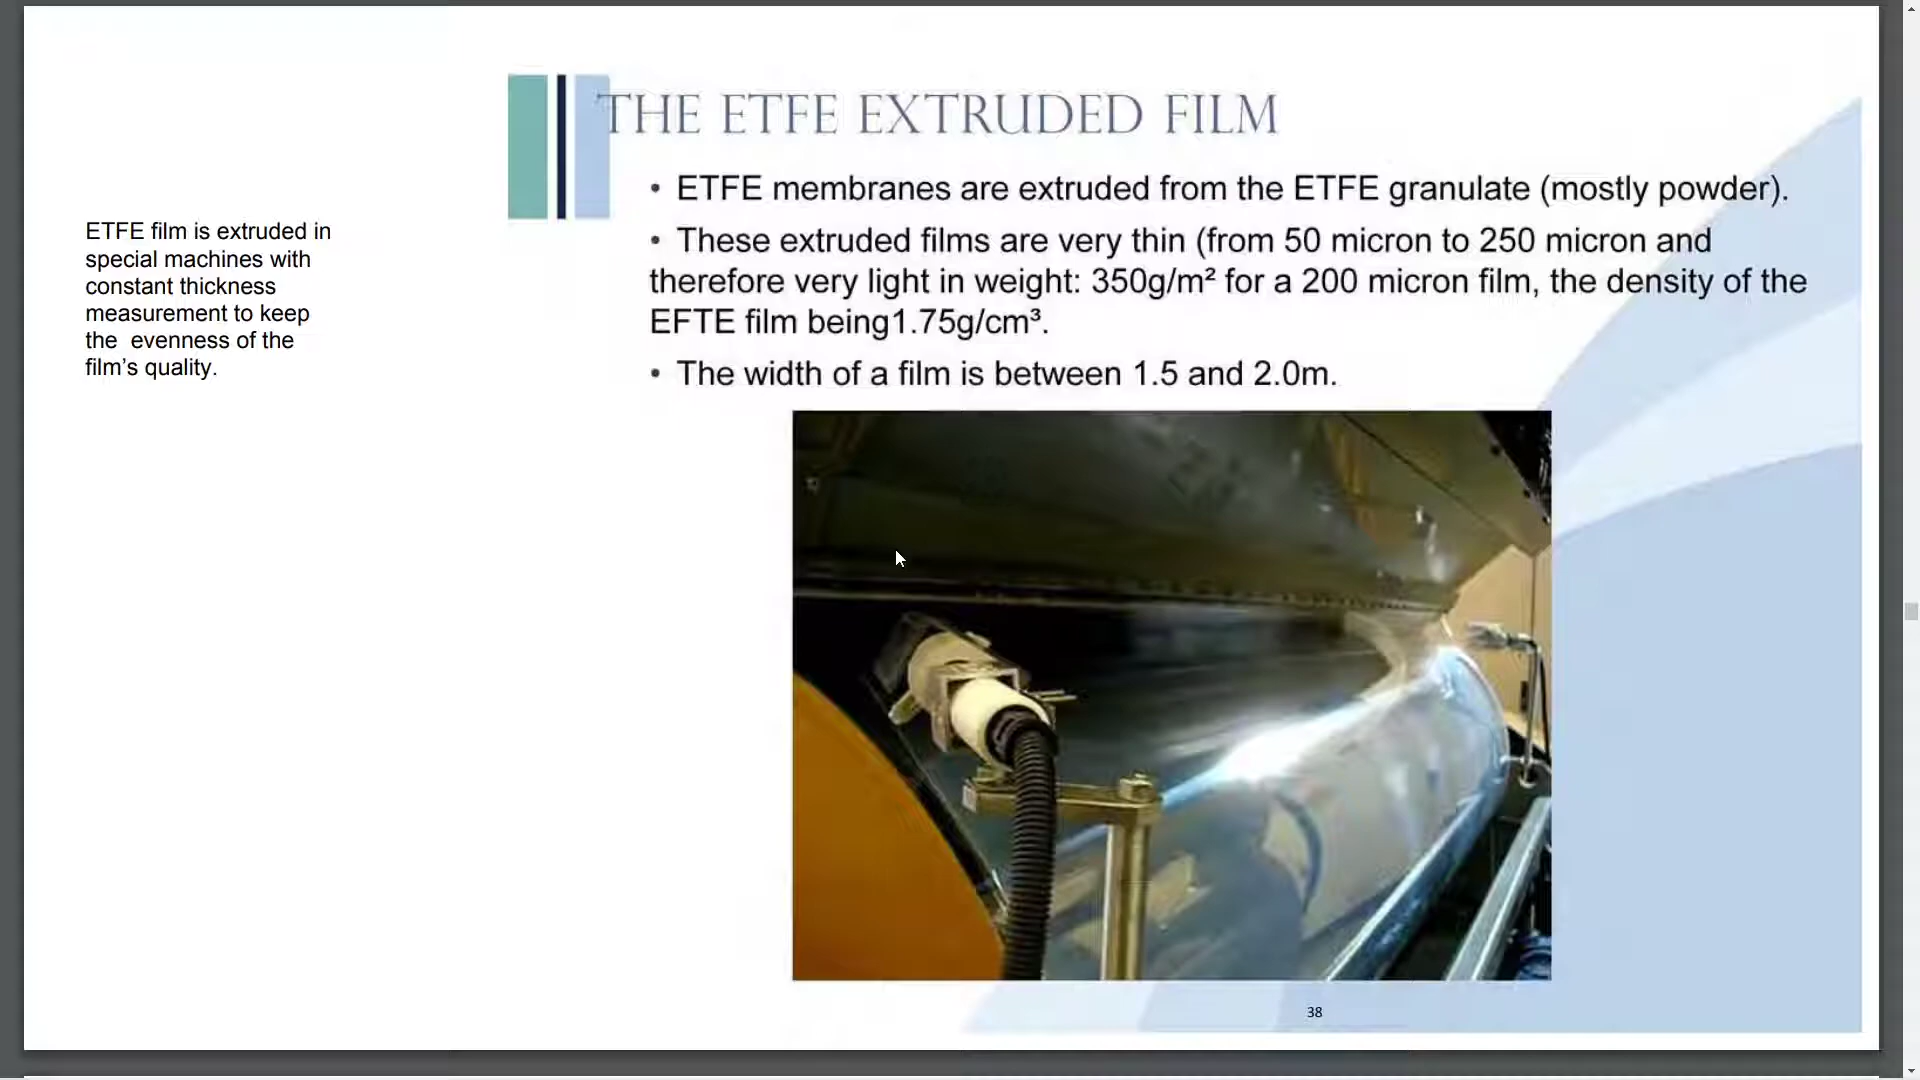 THE ETFE EXTRUDED FILM
• ETFE membranes are extruded from the ETFE granulate (mostly powder).
• These extruded films are very thin (from 50 micron to 250 micron and
therefore very light in weight: 350g/m² for a 200 micron film, the density of the
EFTE film being1.75g/cm³.
• The width of a film is between 1.5 and 2.0m.
ETFE film is extruded in
special machines with
constant thickness
measurement to keep
the  evenness of the
film’s quality.
38